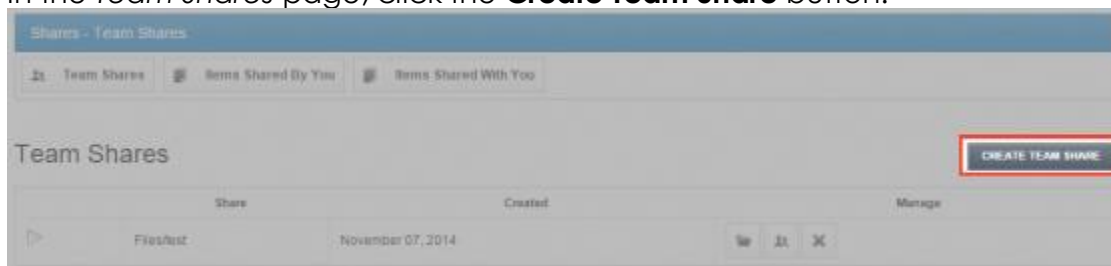 In the Team Shares page, click the Create Team Share button.
Shares - Team Shares
Team Shares Items Shared By You Items Shared With You
Team Shares
CREATE TEAM SHARE
Share Created Manage
Files/test November 07, 2014